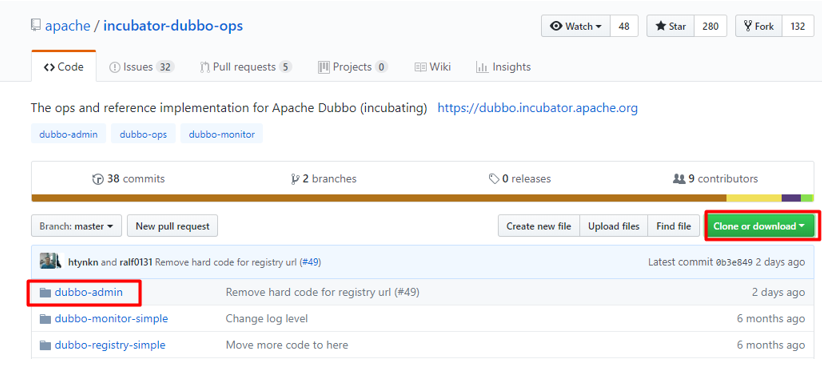 apache / incubator-dubbo-ops Watch 48 Star 280 Fork 132
Code Issues 32 Pull requests 5 Projects 0 Wiki Insights
The ops and reference implementation for Apache Dubbo (incubating) https://dubbo.incubator.apache.org
dubbo-admin dubbo-ops dubbo-monitor
38 commits 2 branches 0 releases 9 contributors
Branch: master New pull request Create new file Upload files Find file Clone or download
htynkn and ralf0131 Remove hard code for registry url (#49) Latest commit 0b3e849 2 days ago
dubbo-admin Remove hard code for registry url (#49) 2 days ago
dubbo-monitor-simple Change log level 6 months ago
dubbo-registry-simple Move more code to here 6 months ago